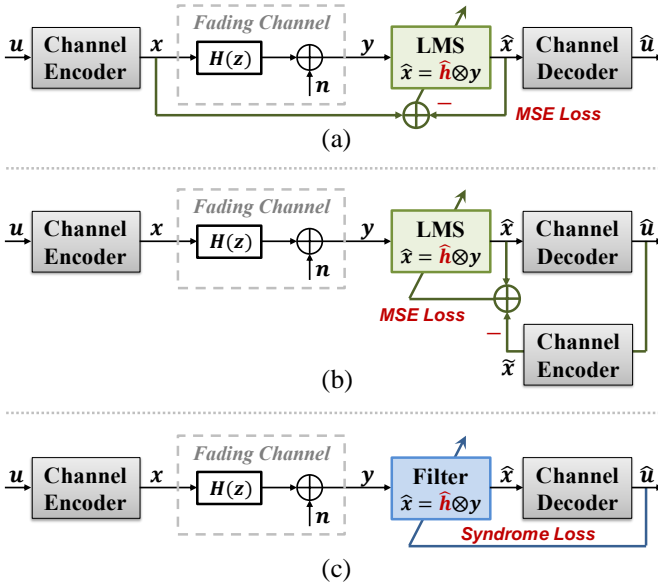 Fading Channel
u Channel Encoder x H(z) n y LMS x̂ = ĥ⊗y x̂ Channel Decoder û
− MSE Loss
(a)
Fading Channel
u Channel Encoder x H(z) n y LMS x̂ = ĥ⊗y x̂ Channel Decoder û
MSE Loss
− x̃ Channel Encoder
(b)
Fading Channel
u Channel Encoder x H(z) n y Filter x̂ = ĥ⊗y x̂ Channel Decoder û
Syndrome Loss
(c)